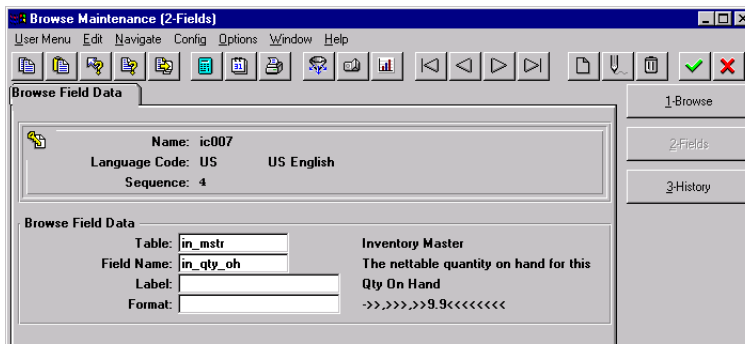 Browse Maintenance (2-Fields)
User Menu Edit Navigate Config Options Window Help
31
Browse Field Data
1-Browse
2-Fields
3-History
Name: ic007
Language Code: US US English
Sequence: 4
Browse Field Data
Table: in_mstr Inventory Master
Field Name: in_qty_oh The nettable quantity on hand for this
Label: Qty On Hand
Format: ->>,>>>,>>9.9<<<<<<<<